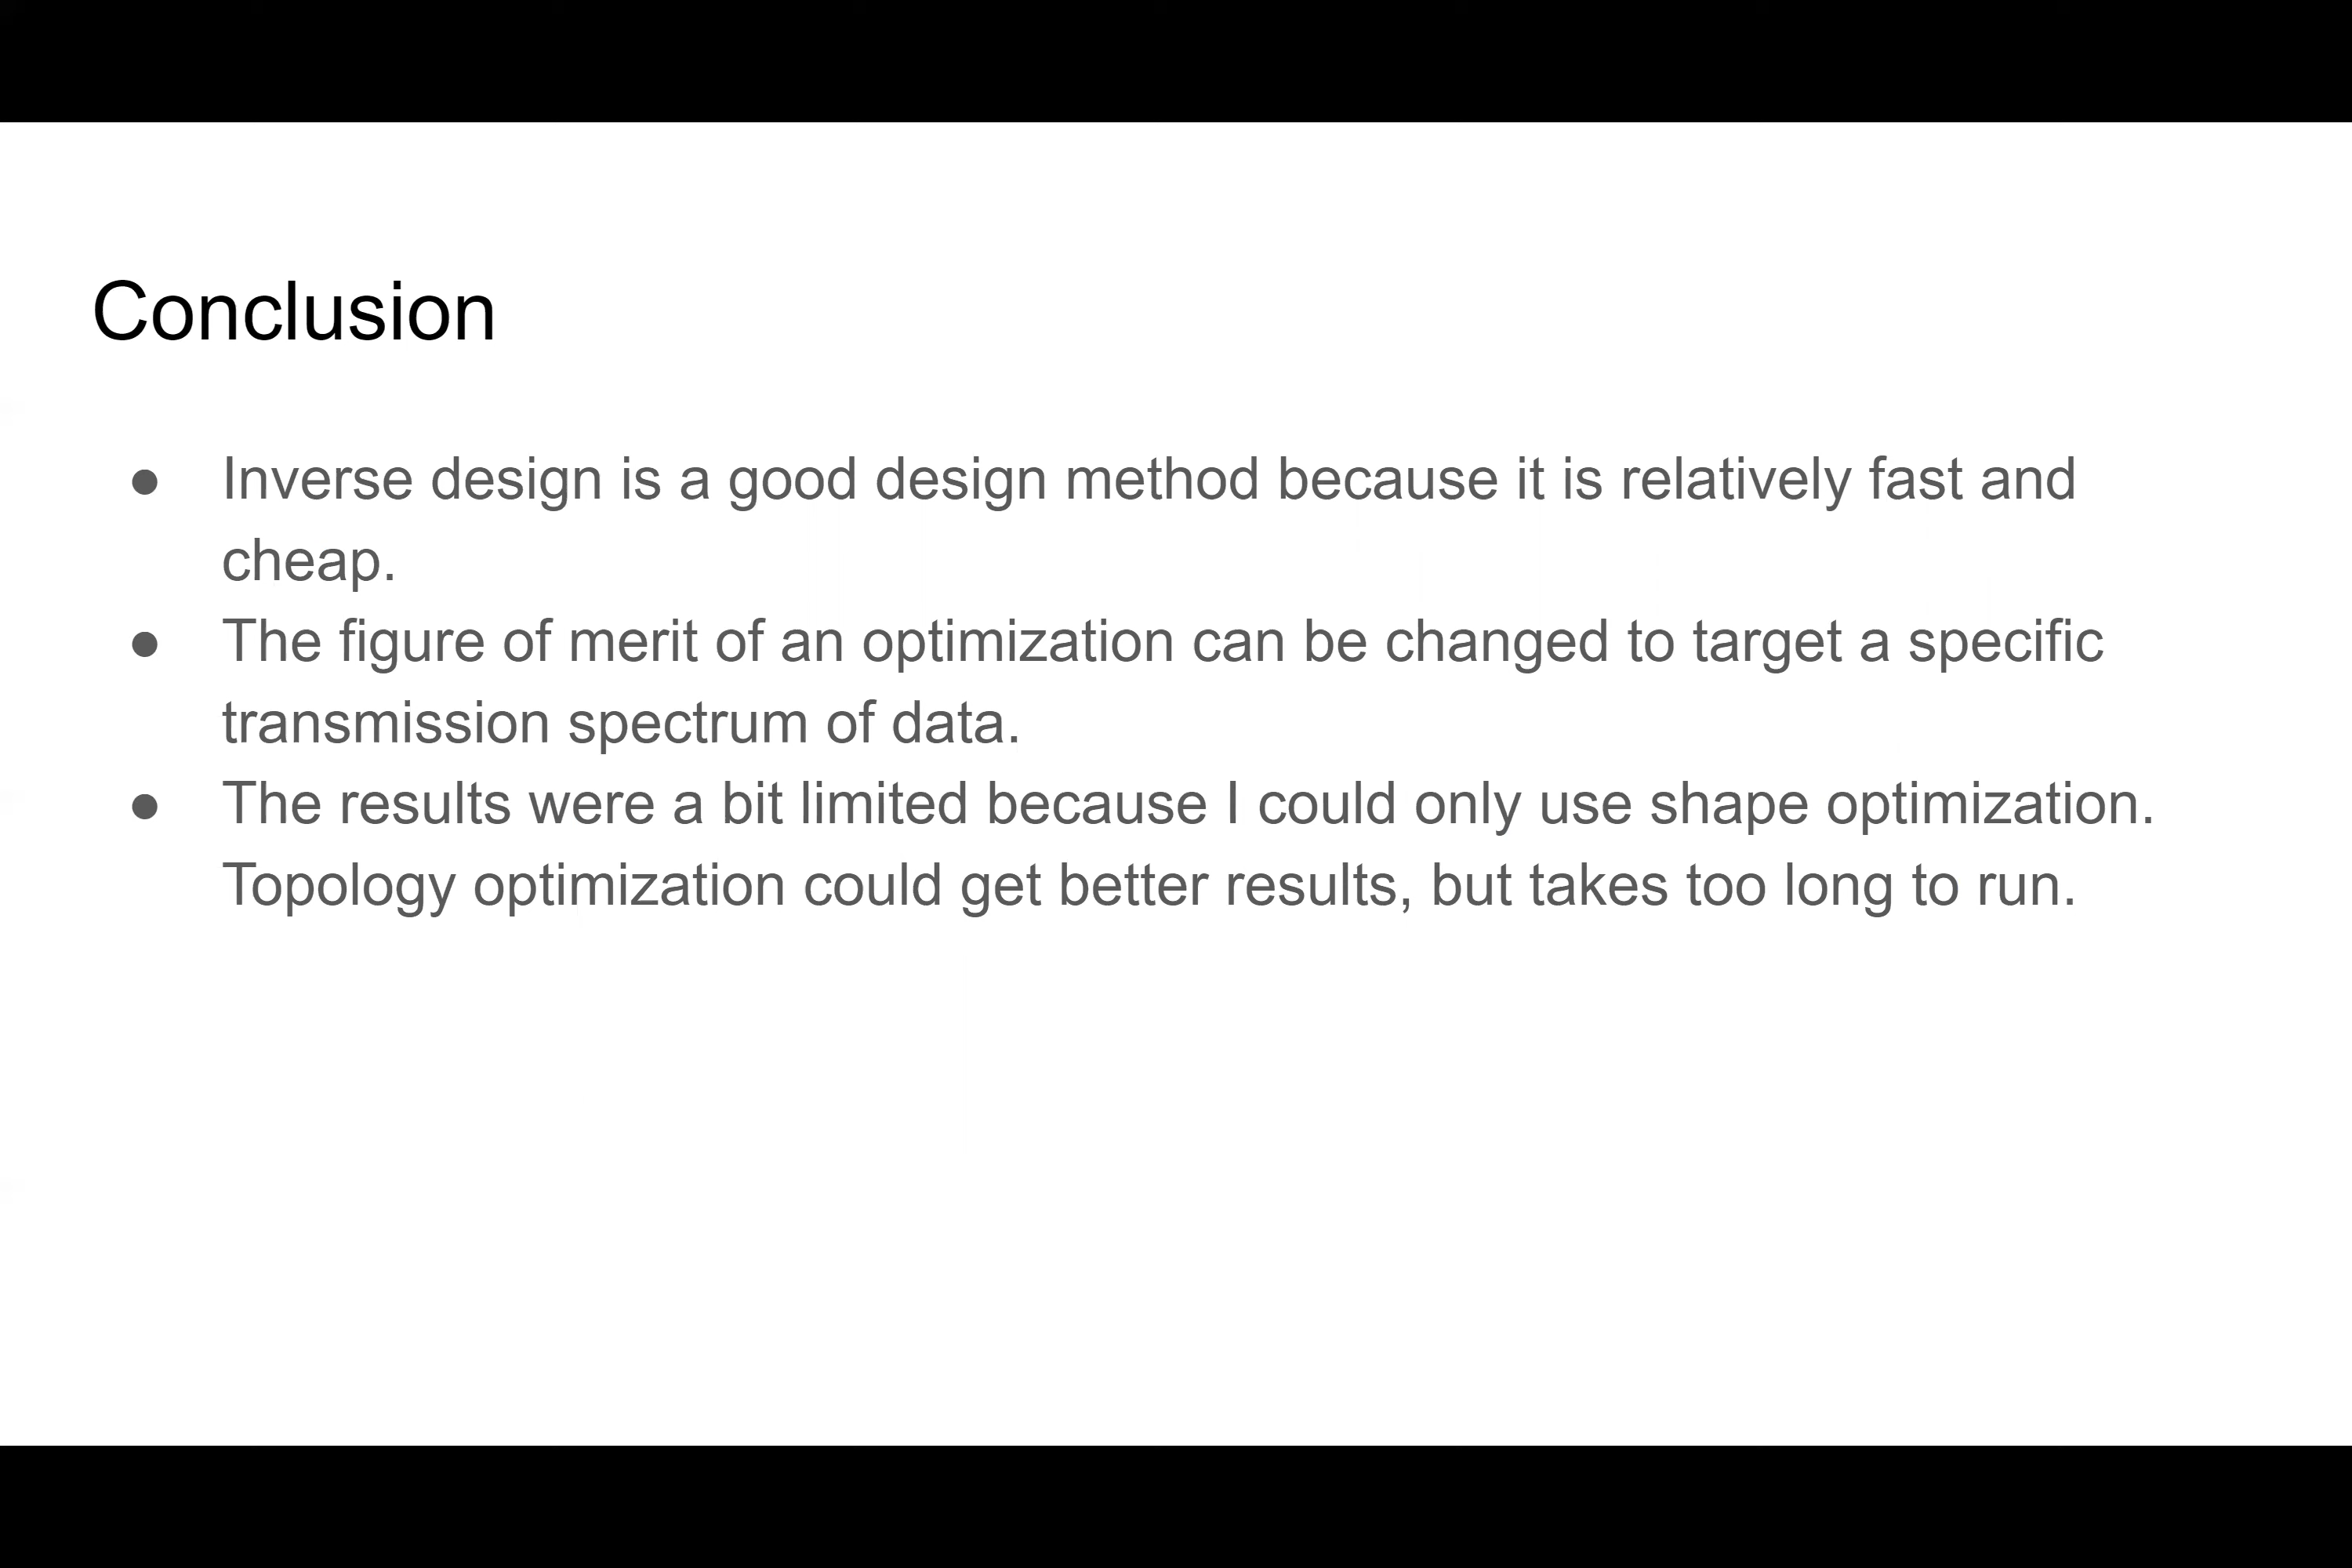 Conclusion
● Inverse design is a good design method because it is relatively fast and
cheap.
● The figure of merit of an optimization can be changed to target a specific
transmission spectrum of data.
● The results were a bit limited because I could only use shape optimization.
Topology optimization could get better results, but takes too long to run.